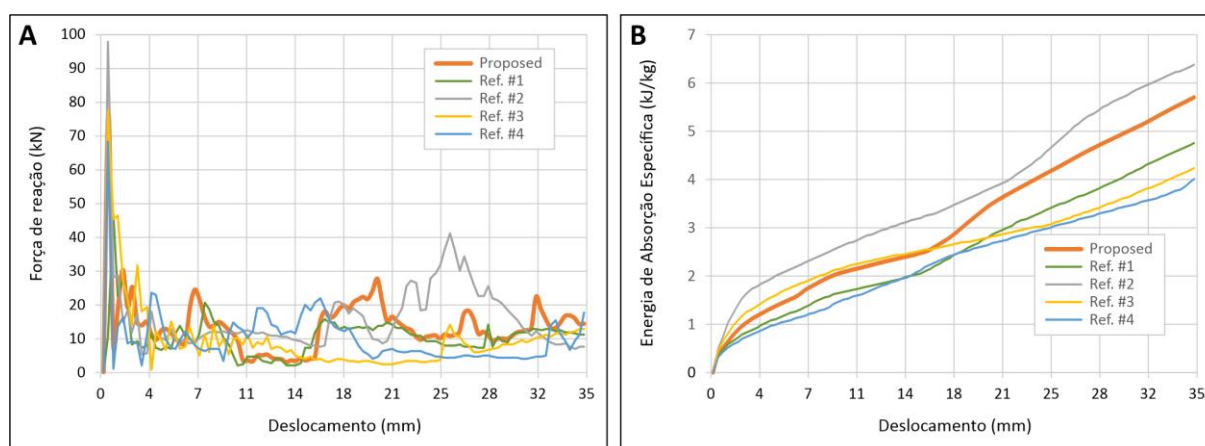 A
Força de reação (kN)
100
90
80
70
60
50
40
30
20
10
0
Proposed
Ref. #1
Ref. #2
Ref. #3
Ref. #4
0 4 7 11 14 18 21 25 28 32 35
Deslocamento (mm)
B
Energia de Absorção Específica (kJ/kg)
7
6
5
4
3
2
1
0
Proposed
Ref. #1
Ref. #2
Ref. #3
Ref. #4
0 4 7 11 14 18 21 25 28 32 35
Deslocamento (mm)